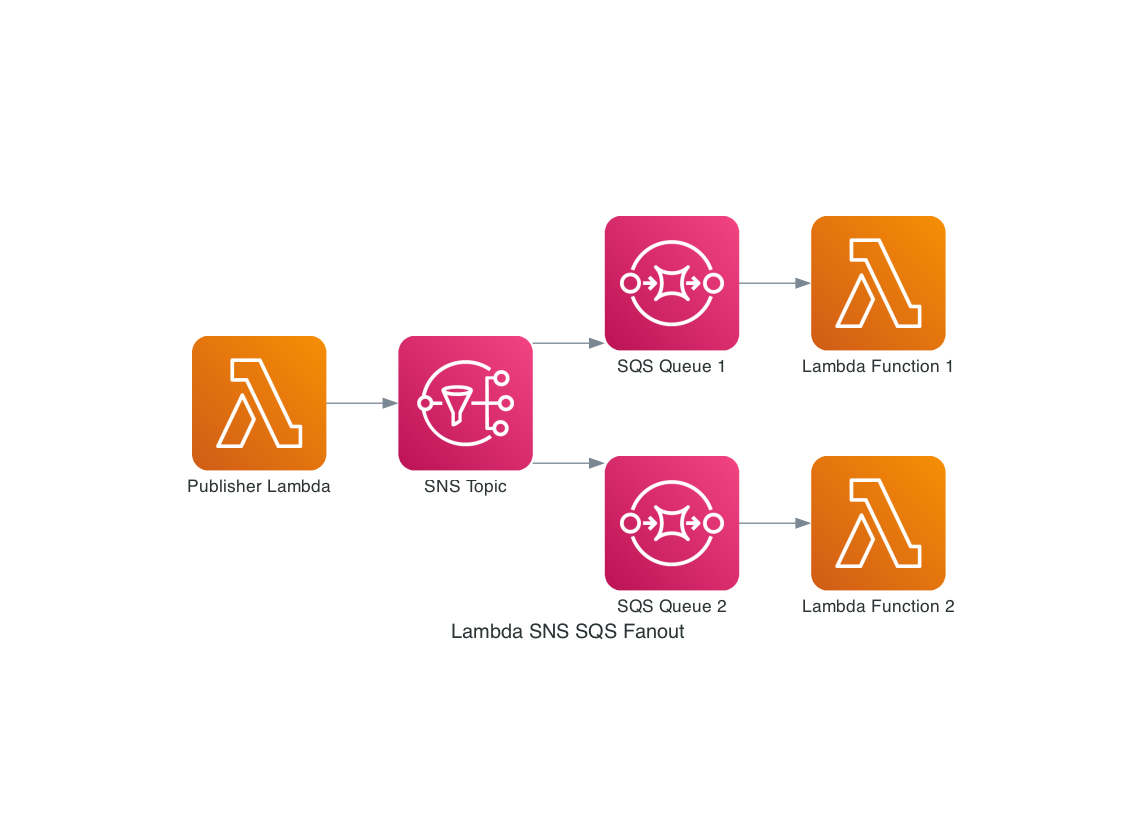 SQS Queue 1
Lambda Function 1
Publisher Lambda
SNS Topic
SQS Queue 2
Lambda Function 2
Lambda SNS SQS Fanout